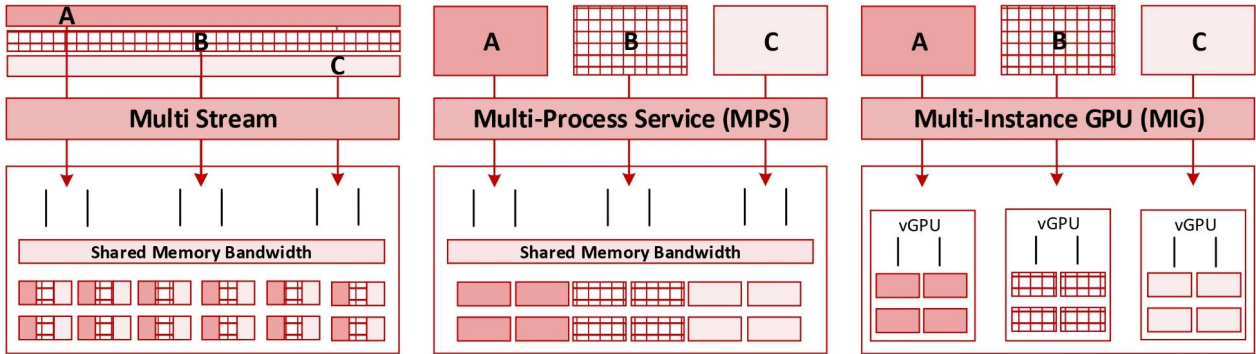 A
B
C
Multi Stream
Shared Memory Bandwidth
A
B
C
Multi-Process Service (MPS)
Shared Memory Bandwidth
A
B
C
Multi-Instance GPU (MIG)
vGPU
vGPU
vGPU